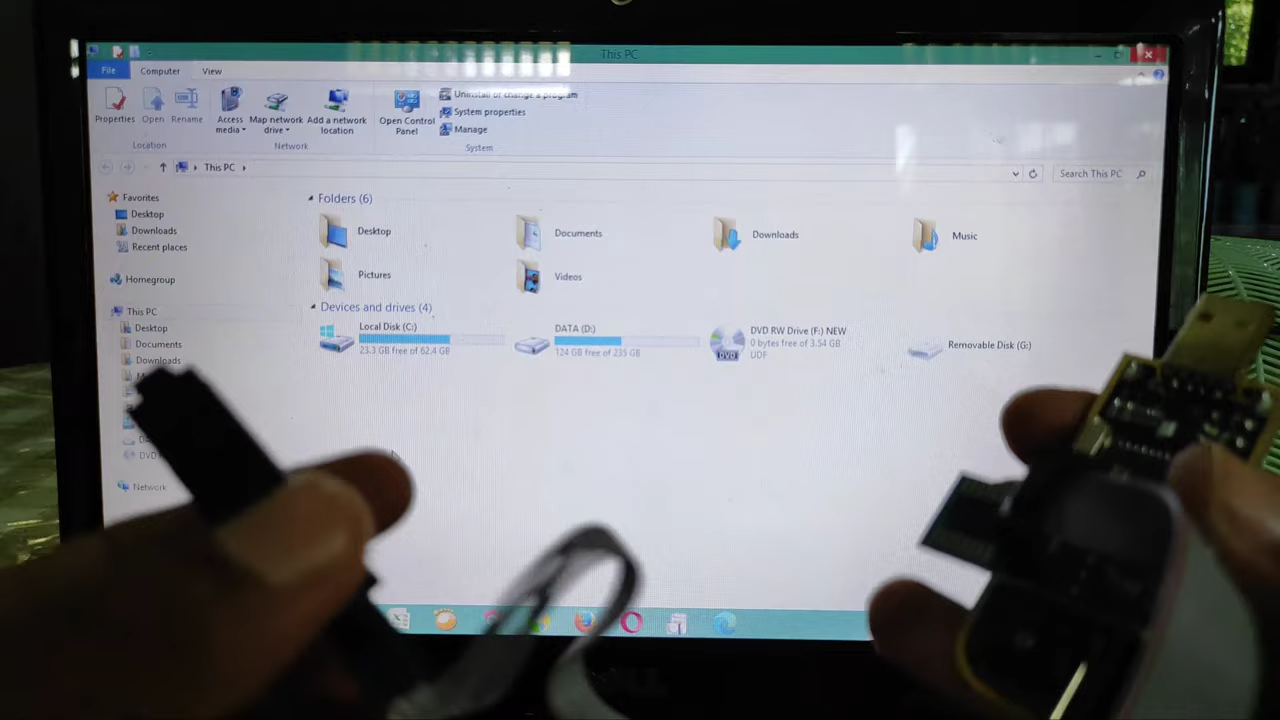 This PC
File Computer View
Properties Open Rename Access media Map network drive Add a network location Open Control Panel
Uninstall or change a program
System properties
Manage
Location Network System
This PC
Search This PC
Favorites
Desktop
Downloads
Recent places
Homegroup
This PC
Desktop
Documents
Downloads
Network
Folders (6)
Desktop Documents Downloads Music
Pictures Videos
Devices and drives (4)
Local Disk (C:)
23.3 GB free of 62.4 GB
DATA (D:)
124 GB free of 235 GB
DVD RW Drive (F:) NEW
0 bytes free of 3.54 GB
UDF
DVD
Removable Disk (G:)